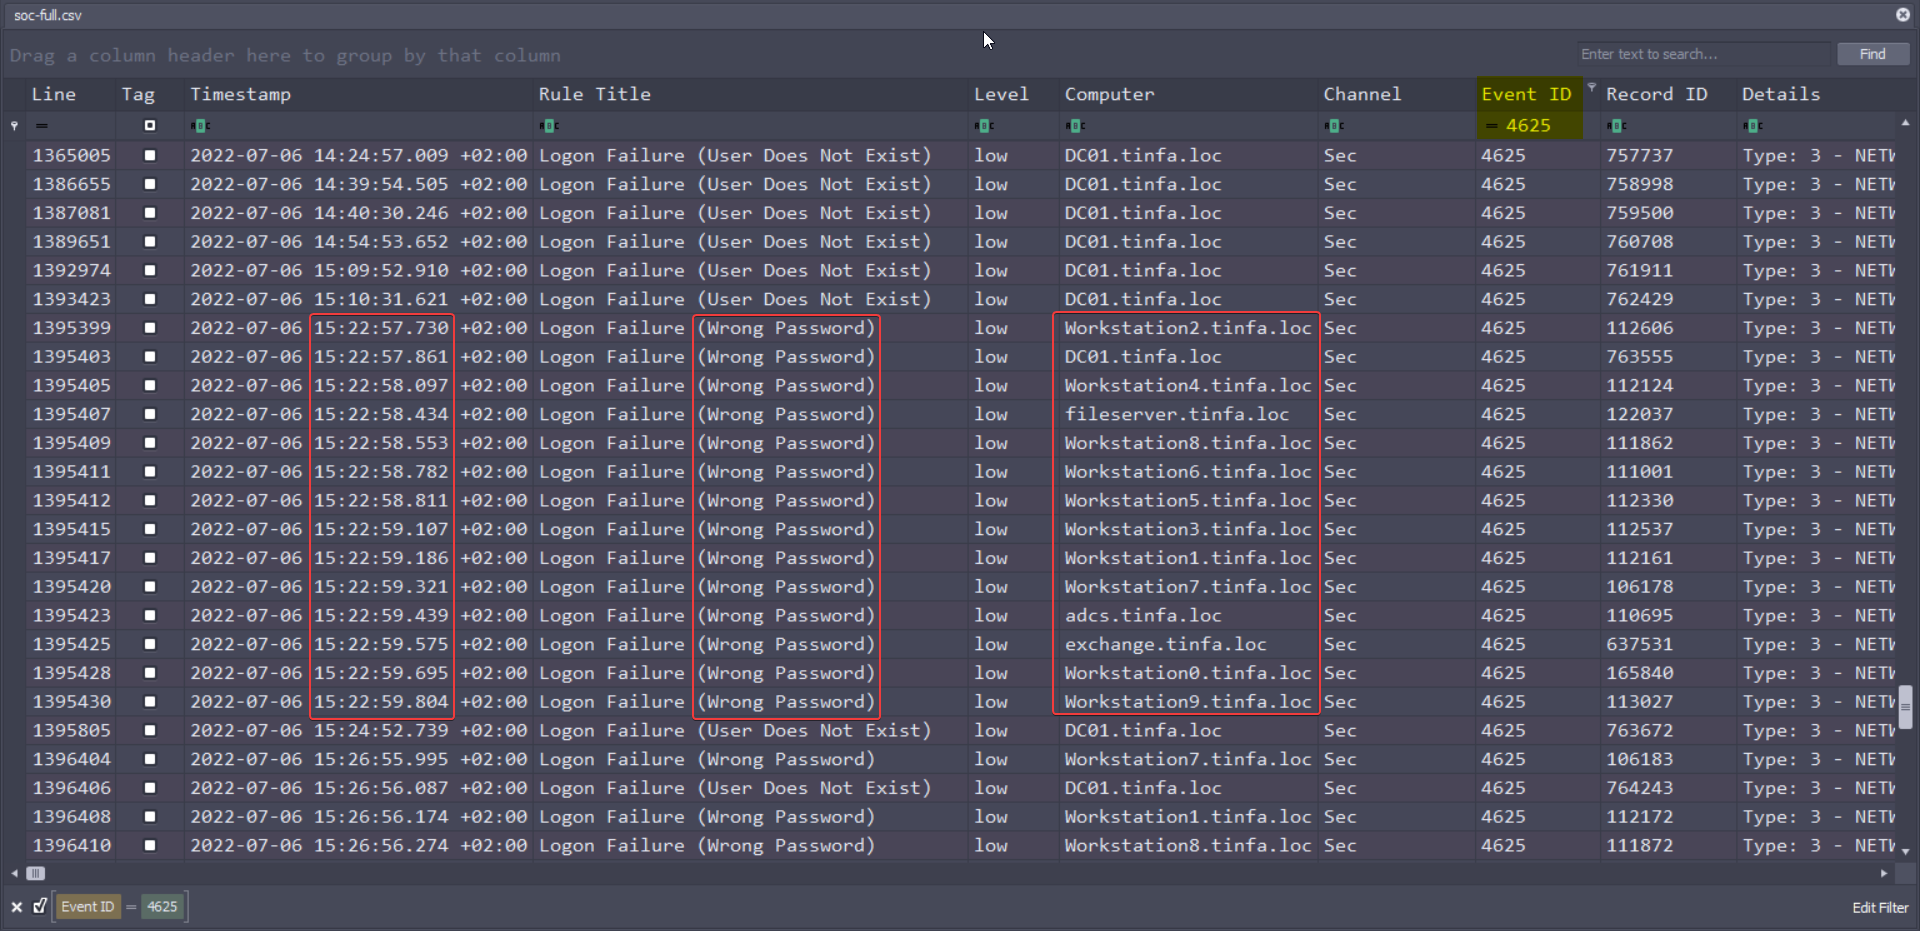 soc-full.csv
Drag a column header here to group by that column
Enter text to search...
Find
Line Tag Timestamp Rule Title Level Computer Channel Event ID Record ID Details
= = 4625
1365005 2022-07-06 14:24:57.009 +02:00 Logon Failure (User Does Not Exist) low DC01.tinfa.loc Sec 4625 757737 Type: 3 - NETW
1386655 2022-07-06 14:39:54.505 +02:00 Logon Failure (User Does Not Exist) low DC01.tinfa.loc Sec 4625 758998 Type: 3 - NETW
1387081 2022-07-06 14:40:30.246 +02:00 Logon Failure (User Does Not Exist) low DC01.tinfa.loc Sec 4625 759500 Type: 3 - NETW
1389651 2022-07-06 14:54:53.652 +02:00 Logon Failure (User Does Not Exist) low DC01.tinfa.loc Sec 4625 760708 Type: 3 - NETW
1392974 2022-07-06 15:09:52.910 +02:00 Logon Failure (User Does Not Exist) low DC01.tinfa.loc Sec 4625 761911 Type: 3 - NETW
1393423 2022-07-06 15:10:31.621 +02:00 Logon Failure (User Does Not Exist) low DC01.tinfa.loc Sec 4625 762429 Type: 3 - NETW
1395399 2022-07-06 15:22:57.730 +02:00 Logon Failure (Wrong Password) low Workstation2.tinfa.loc Sec 4625 112606 Type: 3 - NETW
1395403 2022-07-06 15:22:57.861 +02:00 Logon Failure (Wrong Password) low DC01.tinfa.loc Sec 4625 763555 Type: 3 - NETW
1395405 2022-07-06 15:22:58.097 +02:00 Logon Failure (Wrong Password) low Workstation4.tinfa.loc Sec 4625 112124 Type: 3 - NETW
1395407 2022-07-06 15:22:58.434 +02:00 Logon Failure (Wrong Password) low fileserver.tinfa.loc Sec 4625 122037 Type: 3 - NETW
1395409 2022-07-06 15:22:58.553 +02:00 Logon Failure (Wrong Password) low Workstation8.tinfa.loc Sec 4625 111862 Type: 3 - NETW
1395411 2022-07-06 15:22:58.782 +02:00 Logon Failure (Wrong Password) low Workstation6.tinfa.loc Sec 4625 111001 Type: 3 - NETW
1395412 2022-07-06 15:22:58.811 +02:00 Logon Failure (Wrong Password) low Workstation5.tinfa.loc Sec 4625 112330 Type: 3 - NETW
1395415 2022-07-06 15:22:59.107 +02:00 Logon Failure (Wrong Password) low Workstation3.tinfa.loc Sec 4625 112537 Type: 3 - NETW
1395417 2022-07-06 15:22:59.186 +02:00 Logon Failure (Wrong Password) low Workstation1.tinfa.loc Sec 4625 112161 Type: 3 - NETW
1395420 2022-07-06 15:22:59.321 +02:00 Logon Failure (Wrong Password) low Workstation7.tinfa.loc Sec 4625 106178 Type: 3 - NETW
1395423 2022-07-06 15:22:59.439 +02:00 Logon Failure (Wrong Password) low adcs.tinfa.loc Sec 4625 110695 Type: 3 - NETW
1395425 2022-07-06 15:22:59.575 +02:00 Logon Failure (Wrong Password) low exchange.tinfa.loc Sec 4625 637531 Type: 3 - NETW
1395428 2022-07-06 15:22:59.695 +02:00 Logon Failure (Wrong Password) low Workstation0.tinfa.loc Sec 4625 165840 Type: 3 - NETW
1395430 2022-07-06 15:22:59.804 +02:00 Logon Failure (Wrong Password) low Workstation9.tinfa.loc Sec 4625 113027 Type: 3 - NETW
1395805 2022-07-06 15:24:52.739 +02:00 Logon Failure (User Does Not Exist) low DC01.tinfa.loc Sec 4625 763672 Type: 3 - NETW
1396404 2022-07-06 15:26:55.995 +02:00 Logon Failure (Wrong Password) low Workstation7.tinfa.loc Sec 4625 106183 Type: 3 - NETW
1396406 2022-07-06 15:26:56.087 +02:00 Logon Failure (User Does Not Exist) low DC01.tinfa.loc Sec 4625 764243 Type: 3 - NETW
1396408 2022-07-06 15:26:56.174 +02:00 Logon Failure (Wrong Password) low Workstation1.tinfa.loc Sec 4625 112172 Type: 3 - NETW
1396410 2022-07-06 15:26:56.274 +02:00 Logon Failure (Wrong Password) low Workstation8.tinfa.loc Sec 4625 111872 Type: 3 - NETW
Event ID = 4625
Edit Filter